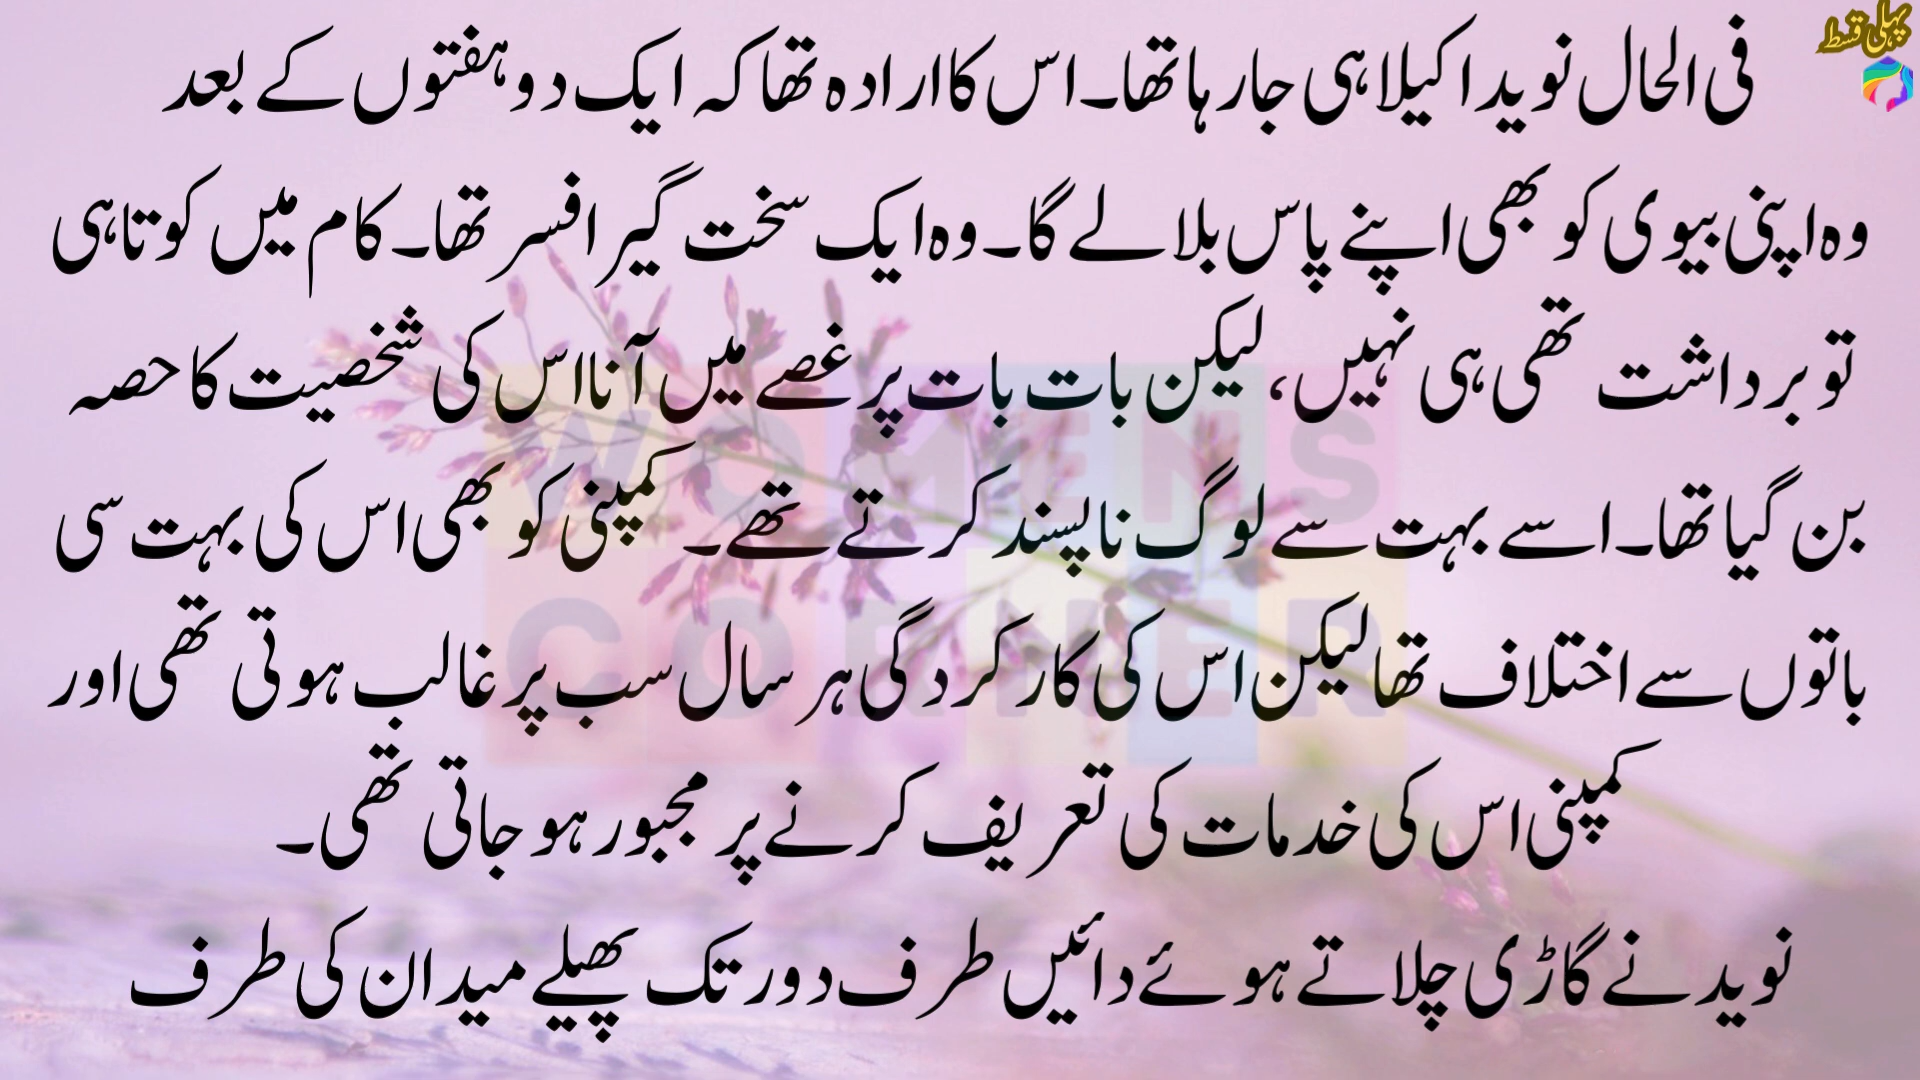 پہلی قسط
فی الحال نوید اکیلا ہی جا رہا تھا۔ اس کا ارادہ تھا کہ ایک دو ہفتوں کے بعد
وہ اپنی بیوی کو بھی اپنے پاس بلا لے گا۔ وہ ایک سخت گیر افسر تھا۔ کام میں کوتاہی
تو برداشت تھی ہی نہیں، لیکن بات بات پر غصے میں آنا اس کی شخصیت کا حصہ
بن گیا تھا۔ اسے بہت سے لوگ ناپسند کرتے تھے۔ کمپنی کو بھی اس کی بہت سی
باتوں سے اختلاف تھا لیکن اس کی کارکردگی ہر سال سب پر غالب ہوتی تھی اور
کمپنی اس کی خدمات کی تعریف کرنے پر مجبور ہو جاتی تھی۔
نوید نے گاڑی چلاتے ہوئے دائیں طرف دور تک پھیلے میدان کی طرف
WOMENS
CORNER